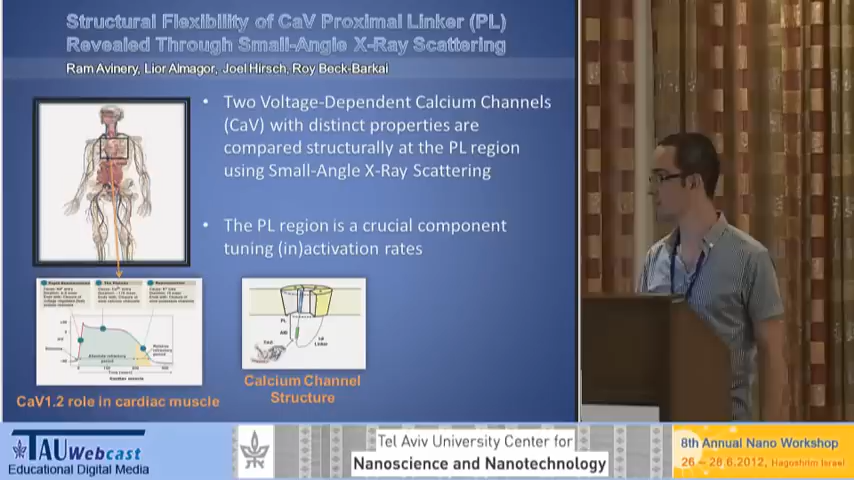 Structural Flexibility of CaV Proximal Linker (PL)
Revealed Through Small-Angle X-Ray Scattering
Ram Avinery, Lior Almagor, Joel Hirsch, Roy Beck-Barkai
• Two Voltage-Dependent Calcium Channels
(CaV) with distinct properties are
compared structurally at the PL region
using Small-Angle X-Ray Scattering
• The PL region is a crucial component
tuning (in)activation rates
PL
AID
Cardiac muscle
CaV1.2 role in cardiac muscle
Calcium Channel
Structure
TAUWebcast
Educational Digital Media
Tel Aviv University Center for
Nanoscience and Nanotechnology
8th Annual Nano Workshop
26 – 28.6.2012, Hagoshrim Israel